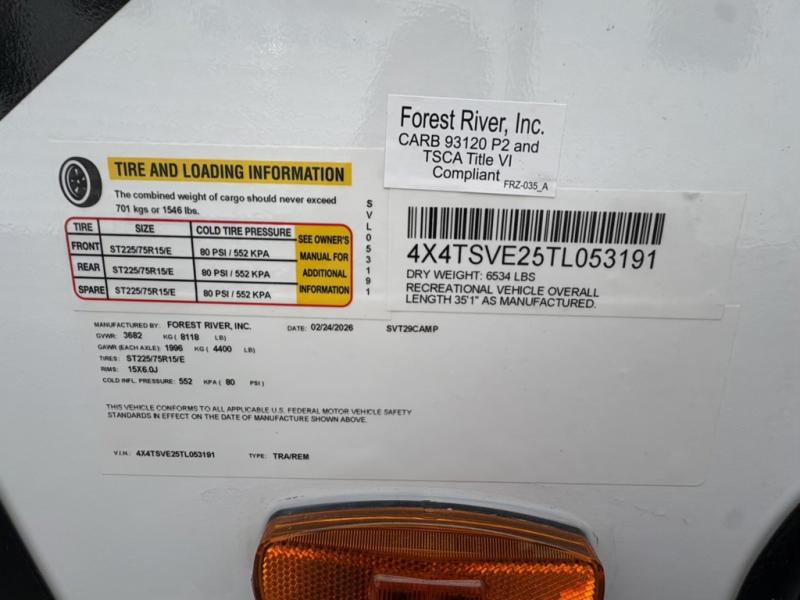 Forest River, Inc.
CARB 93120 P2 and
TSCA Title VI
Compliant
FRZ-035_A
TIRE AND LOADING INFORMATION
The combined weight of cargo should never exceed
701 kgs or 1546 lbs.
TIRE SIZE COLD TIRE PRESSURE SEE OWNER'S MANUAL FOR ADDITIONAL INFORMATION
FRONT ST225/75R15/E 80 PSI / 552 KPA
REAR ST225/75R15/E 80 PSI / 552 KPA
SPARE ST225/75R15/E 80 PSI / 552 KPA
SVL053191
4X4TSVE25TL053191
DRY WEIGHT: 6534 LBS
RECREATIONAL VEHICLE OVERALL
LENGTH 35'1" AS MANUFACTURED.
MANUFACTURED BY: FOREST RIVER, INC. DATE: 02/24/2026 SVT29CAMP
GVWR: 3682 KG ( 8118 LB)
GAWR (EACH AXLE): 1996 KG ( 4400 LB)
TIRES: ST225/75R15/E
RIMS: 15X6.0J
COLD INFL. PRESSURE: 552 KPA ( 80 PSI)
THIS VEHICLE CONFORMS TO ALL APPLICABLE U.S. FEDERAL MOTOR VEHICLE SAFETY
STANDARDS IN EFFECT ON THE DATE OF MANUFACTURE SHOWN ABOVE.
V.I.N.: 4X4TSVE25TL053191 TYPE: TRA/REM